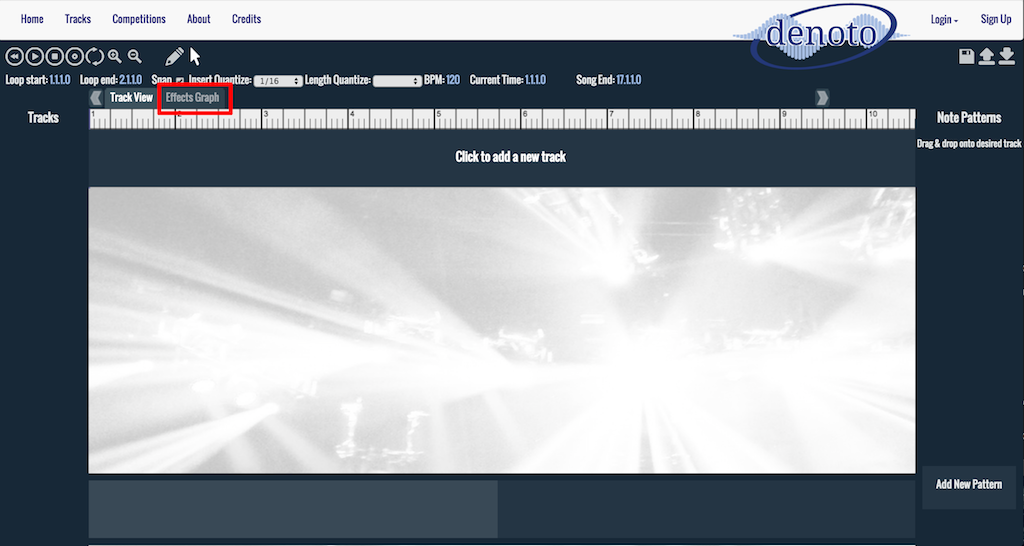 Home Tracks Competitions About Credits denoto Login Sign Up
Loop start: 1.1.1.0 Loop end: 2.1.1.0 Snap Insert Quantize: 1/16 Length Quantize: BPM: 120 Current Time: 1.1.1.0 Song End: 17.1.1.0
Track View Effects Graph
Tracks 1 2 3 4 5 6 7 8 9 10 Note Patterns
Drag & drop onto desired track
Click to add a new track
Add New Pattern